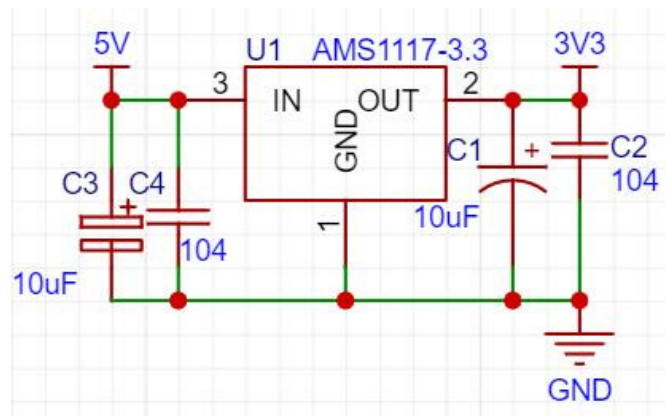 5V
U1 AMS1117-3.3
3V3
3
IN
OUT
2
GND
1
C3
+
10uF
C4
104
C1
+
10uF
C2
104
GND